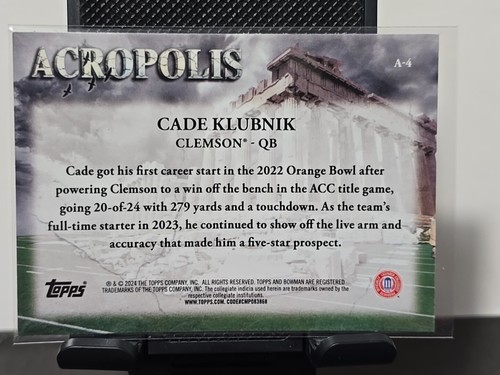 ACROPOLIS
A-4
CADE KLUBNIK
CLEMSON® - QB
Cade got his first career start in the 2022 Orange Bowl after
powering Clemson to a win off the bench in the ACC title game,
going 20-of-24 with 279 yards and a touchdown. As the team's
full-time starter in 2023, he continued to show off the live arm and
accuracy that made him a five-star prospect.
topps
® & © 2024 THE TOPPS COMPANY, INC. ALL RIGHTS RESERVED. TOPPS AND BOWMAN ARE REGISTERED
TRADEMARKS OF THE TOPPS COMPANY, INC. The collegiate indicia used herein are trademarks owned by the
respective collegiate institutions.
WWW.TOPPS.COM. CODE#CMP083868